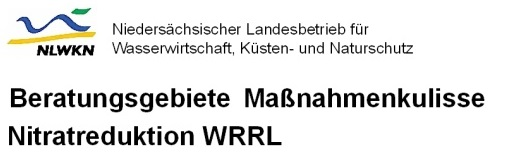 Niedersächsischer Landesbetrieb für
Wasserwirtschaft, Küsten- und Naturschutz
NLWKN
Beratungsgebiete Maßnahmenkulisse
Nitratreduktion WRRL